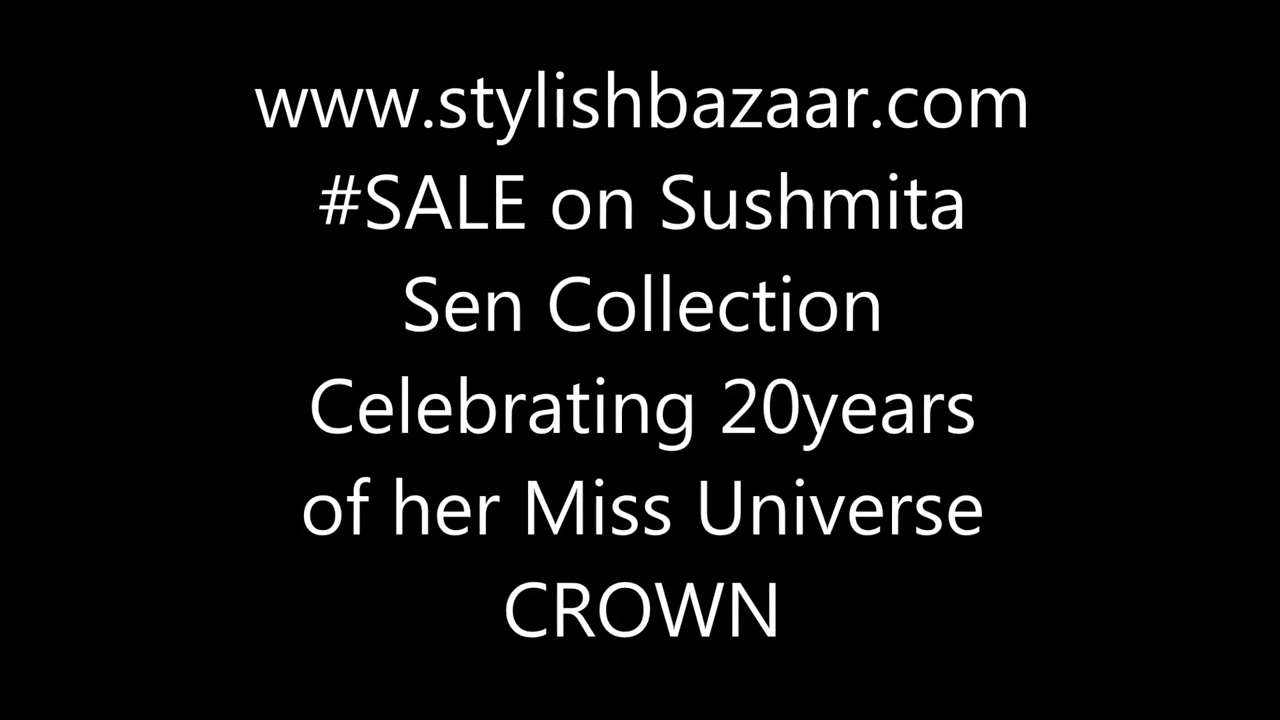 www.stylishbazaar.com
#SALE on Sushmita
Sen Collection
Celebrating 20years
of her Miss Universe
CROWN